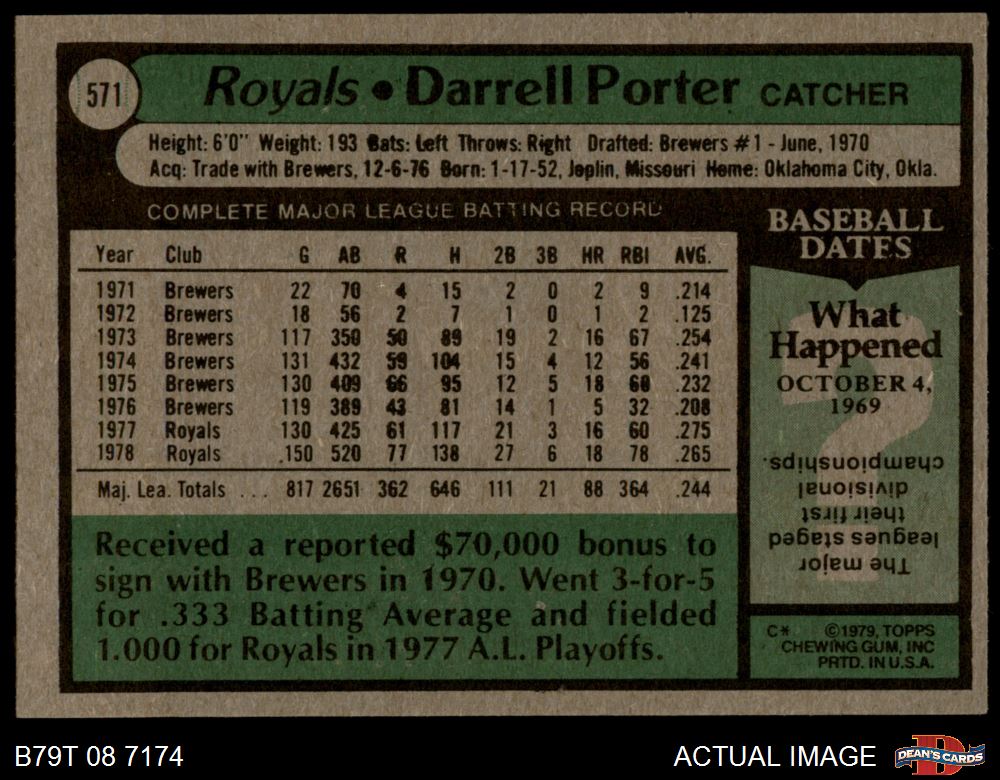 571
Royals • Darrell Porter CATCHER
Height: 6'0" Weight: 193 Bats: Left Throws: Right Drafted: Brewers #1 - June, 1970
Acq: Trade with Brewers, 12-6-76 Born: 1-17-52, Joplin, Missouri Home: Oklahoma City, Okla.
COMPLETE MAJOR LEAGUE BATTING RECORD
Year Club G AB R H 2B 3B HR RBI AVG.
1971 Brewers 22 70 4 15 2 0 2 9 .214
1972 Brewers 18 56 2 7 1 0 1 2 .125
1973 Brewers 117 350 50 89 19 2 16 67 .254
1974 Brewers 131 432 59 104 15 4 12 56 .241
1975 Brewers 130 409 66 95 12 5 18 60 .232
1976 Brewers 119 389 43 81 14 1 5 32 .208
1977 Royals 130 425 61 117 21 3 16 60 .275
1978 Royals .150 520 77 138 27 6 18 78 .265
Maj. Lea. Totals ... 817 2651 362 646 111 21 88 364 .244
Received a reported $70,000 bonus to
sign with Brewers in 1970. Went 3-for-5
for .333 Batting Average and fielded
1.000 for Royals in 1977 A.L. Playoffs.
BASEBALL
DATES
What
Happened
OCTOBER 4,
1969
The major
leagues staged
their first
divisional
championships.
C* ©1979, TOPPS
CHEWING GUM, INC
PRTD. IN U.S.A.
B79T 08 7174
ACTUAL IMAGE
DEAN'S CARDS